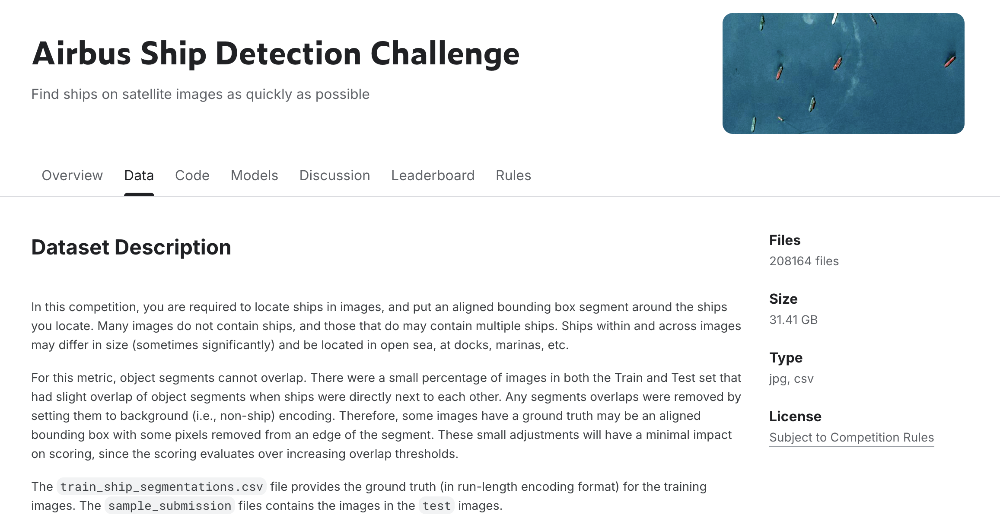 Airbus Ship Detection Challenge
Find ships on satellite images as quickly as possible
Overview Data Code Models Discussion Leaderboard Rules
Dataset Description
In this competition, you are required to locate ships in images, and put an aligned bounding box segment around the ships
you locate. Many images do not contain ships, and those that do may contain multiple ships. Ships within and across images
may differ in size (sometimes significantly) and be located in open sea, at docks, marinas, etc.
For this metric, object segments cannot overlap. There were a small percentage of images in both the Train and Test set that
had slight overlap of object segments when ships were directly next to each other. Any segments overlaps were removed by
setting them to background (i.e., non-ship) encoding. Therefore, some images have a ground truth may be an aligned
bounding box with some pixels removed from an edge of the segment. These small adjustments will have a minimal impact
on scoring, since the scoring evaluates over increasing overlap thresholds.
The train_ship_segmentations.csv file provides the ground truth (in run-length encoding format) for the training
images. The sample_submission files contains the images in the test images.
Files
208164 files
Size
31.41 GB
Type
jpg, csv
License
Subject to Competition Rules